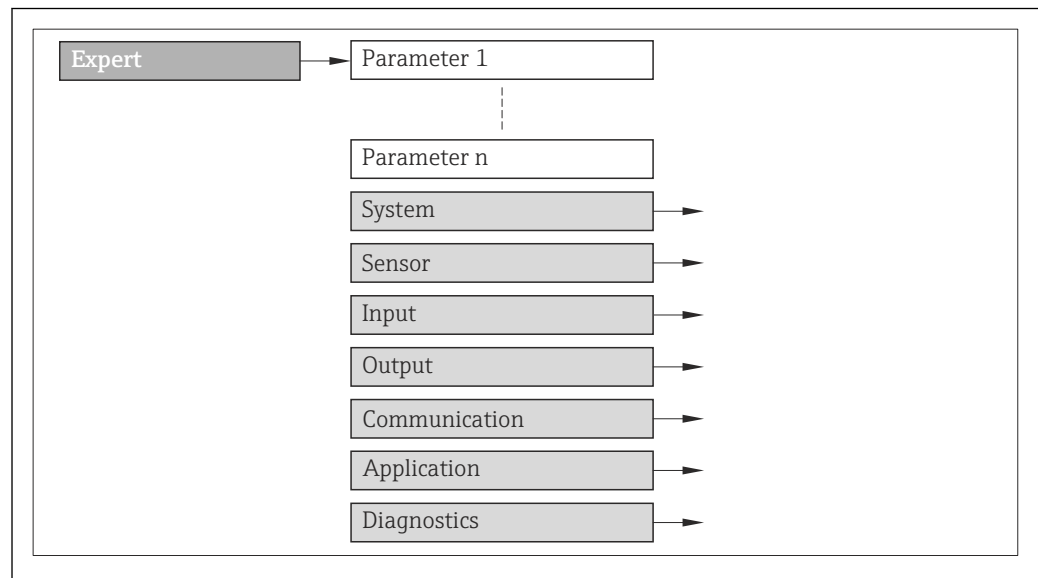 Expert
Parameter 1
Parameter n
System
Sensor
Input
Output
Communication
Application
Diagnostics